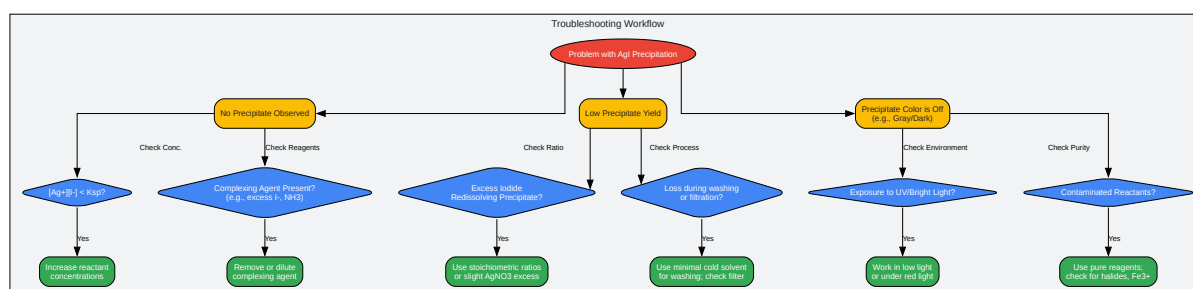 Troubleshooting Workflow
Problem with AgI Precipitation
No Precipitate Observed
Low Precipitate Yield
Precipitate Color is Off
(e.g., Gray/Dark)
Check Conc.
Check Reagents
Check Ratio
Check Process
Check Environment
Check Purity
[Ag+][I-] < Ksp?
Complexing Agent Present?
(e.g., excess I-, NH3)
Excess Iodide
Redissolving Precipitate?
Loss during washing
or filtration?
Exposure to UV/Bright Light?
Contaminated Reactants?
Yes
Yes
Yes
Yes
Yes
Yes
Increase reactant
concentrations
Remove or dilute
complexing agent
Use stoichiometric ratios
or slight AgNO3 excess
Use minimal cold solvent
for washing; check filter
Work in low light
or under red light
Use pure reagents;
check for halides, Fe3+